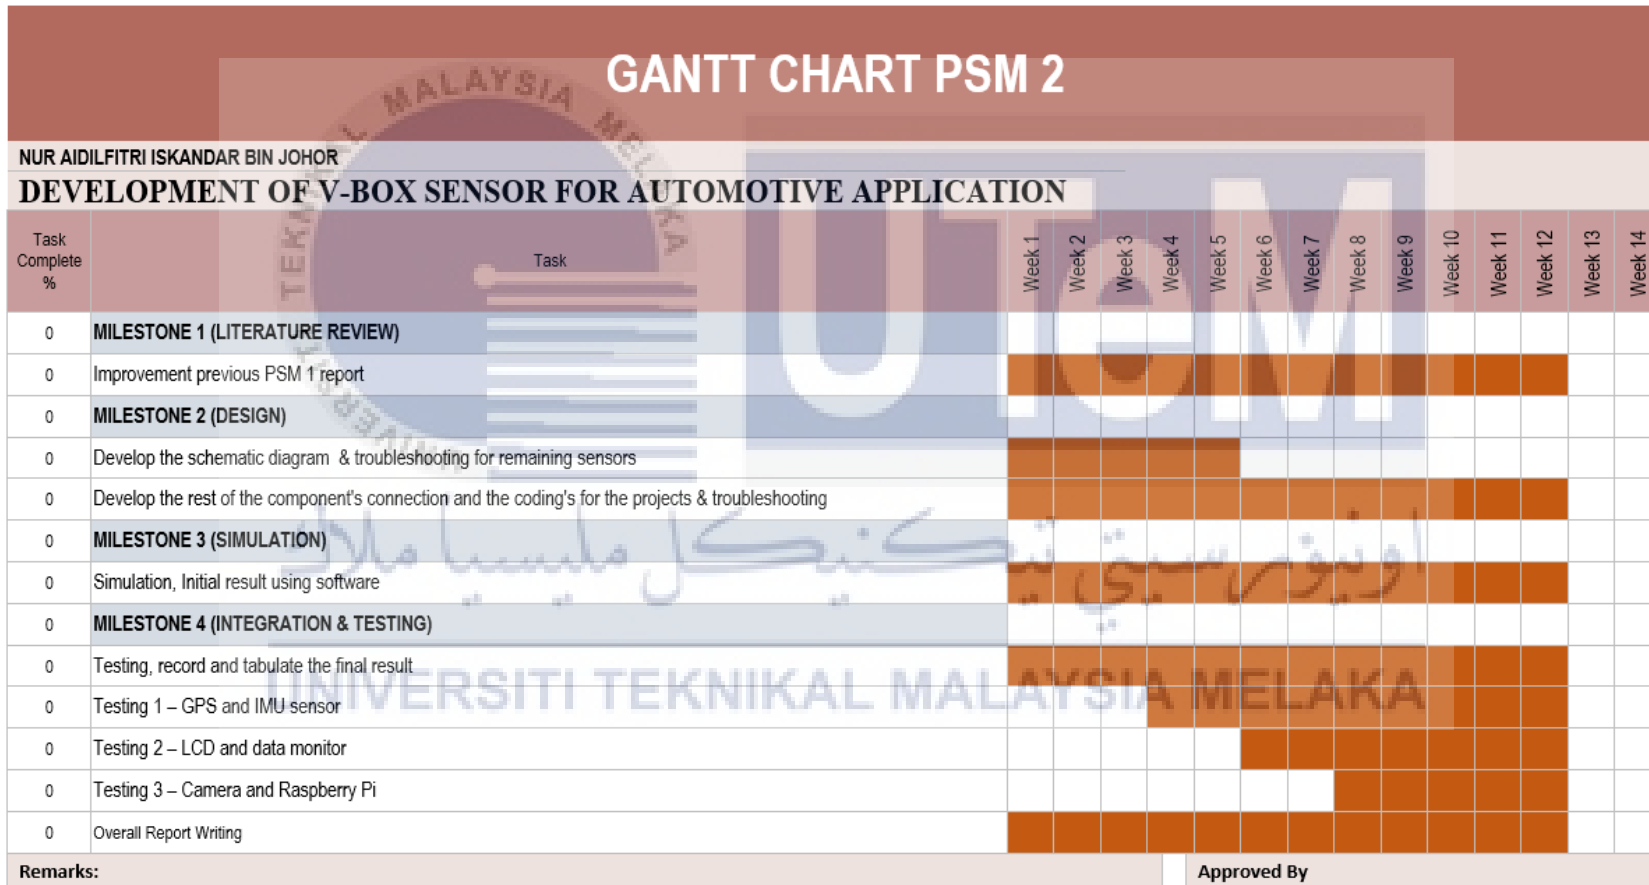 GANTT CHART PSM 2
NUR AIDILFITRI ISKANDAR BIN JOHOR
DEVELOPMENT OF V-BOX SENSOR FOR AUTOMOTIVE APPLICATION
Task Complete % Task Week 1 Week 2 Week 3 Week 4 Week 5 Week 6 Week 7 Week 8 Week 9 Week 10 Week 11 Week 12 Week 13 Week 14
0 MILESTONE 1 (LITERATURE REVIEW)
0 Improvement previous PSM 1 report
0 MILESTONE 2 (DESIGN)
0 Develop the schematic diagram & troubleshooting for remaining sensors
0 Develop the rest of the component's connection and the coding's for the projects & troubleshooting
0 MILESTONE 3 (SIMULATION)
0 Simulation, Initial result using software
0 MILESTONE 4 (INTEGRATION & TESTING)
0 Testing, record and tabulate the final result
0 Testing 1 – GPS and IMU sensor
0 Testing 2 – LCD and data monitor
0 Testing 3 – Camera and Raspberry Pi
0 Overall Report Writing
Remarks: Approved By
UNIVERSITI TEKNIKAL MALAYSIA MELAKA
UTeM
اونيۏرسيتي تيكنيكل مليسيا ملاك
UNIVERSITI TEKNIKAL MALAYSIA MELAKA